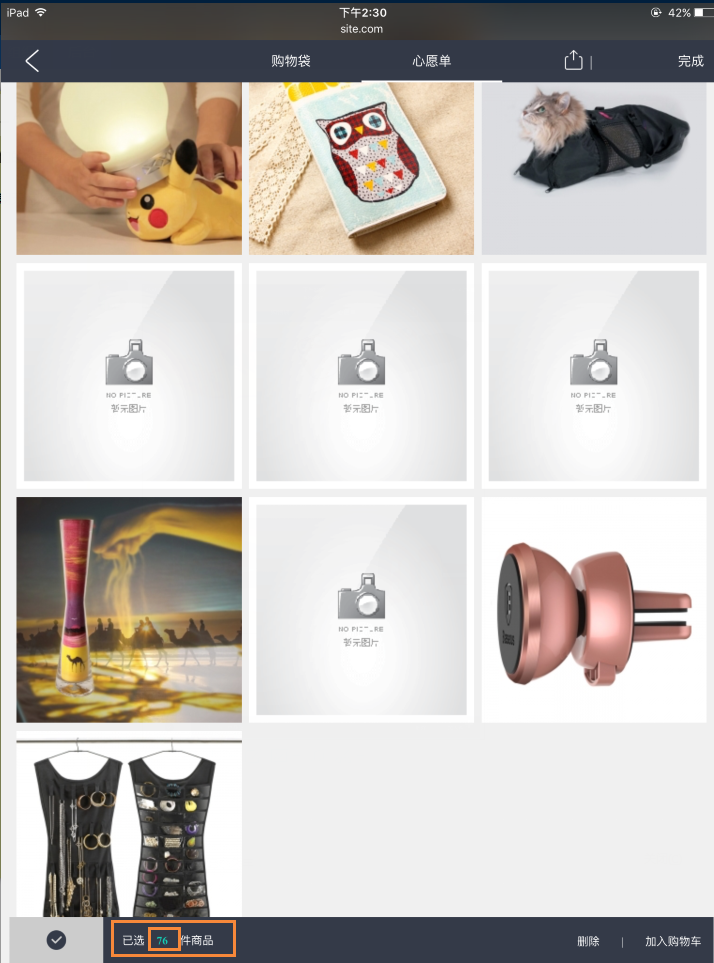 iPad 下午2:30 42%
site.com
购物袋 心愿单 | 完成
NO PICTURE
暂无图片
NO PICTURE
暂无图片
NO PICTURE
暂无图片
NO PICTURE
暂无图片
Baseus
已选 76 件商品 删除 | 加入购物车